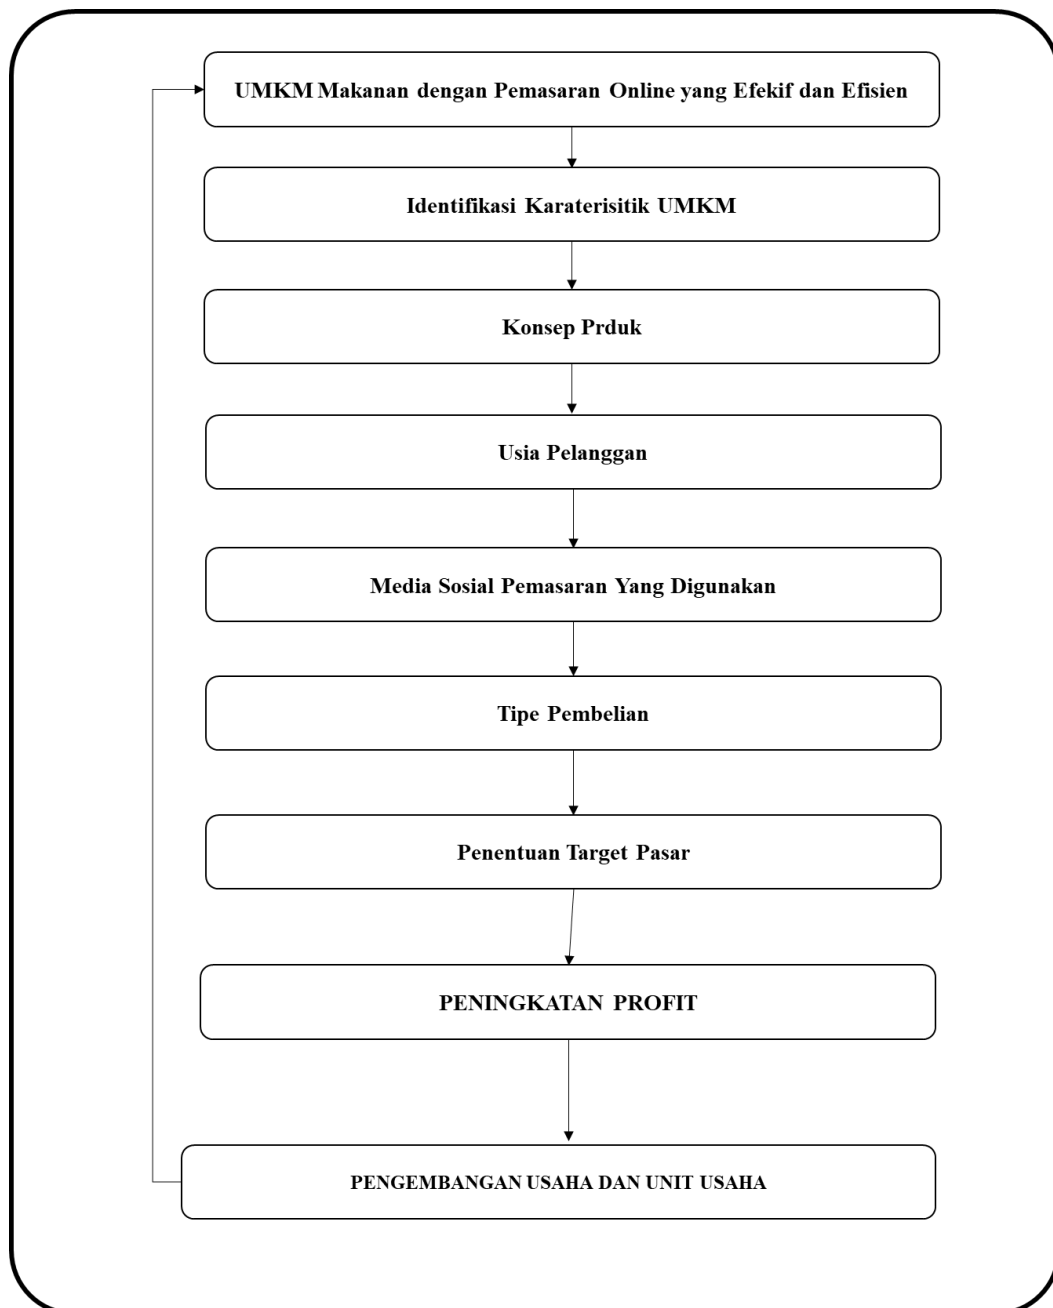 UMKM Makanan dengan Pemasaran Online yang Efekif dan Efisien
Identifikasi Karaterisitik UMKM
Konsep Prduk
Usia Pelanggan
Media Sosial Pemasaran Yang Digunakan
Tipe Pembelian
Penentuan Target Pasar
PENINGKATAN PROFIT
PENGEMBANGAN USAHA DAN UNIT USAHA